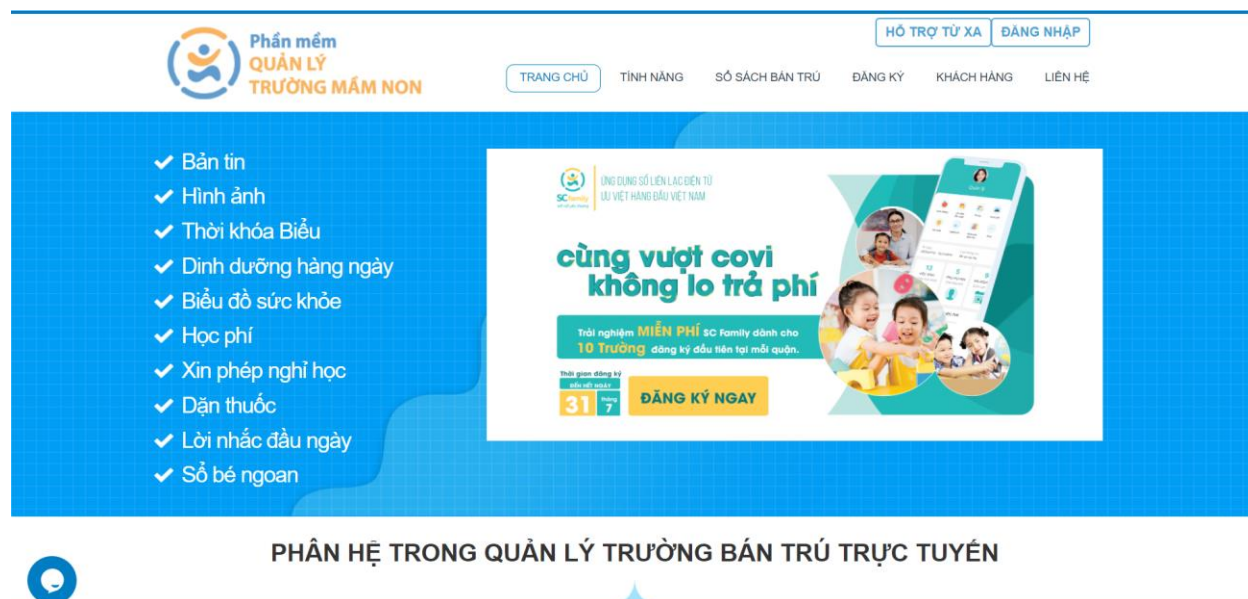 HỖ TRỢ TỪ XA
ĐĂNG NHẬP
Phần mềm
QUẢN LÝ
TRƯỜNG MẦM NON
TRANG CHỦ
TÍNH NĂNG
SỔ SÁCH BÁN TRÚ
ĐĂNG KÝ
KHÁCH HÀNG
LIÊN HỆ
Bản tin
Hình ảnh
Thời khóa Biểu
Dinh dưỡng hàng ngày
Biểu đồ sức khỏe
Học phí
Xin phép nghỉ học
Dặn thuốc
Lời nhắc đầu ngày
Sổ bé ngoan
SC Family
ỨNG DỤNG SỔ LIÊN LẠC ĐIỆN TỬ
ƯU VIỆT HÀNG ĐẦU VIỆT NAM
cùng vượt covi
không lo trả phí
Trải nghiệm MIỄN PHÍ SC Family dành cho
10 Trường đăng ký đầu tiên tại mỗi quận.
Thời gian đăng ký
ĐẾN HẾT NGÀY
31 tháng 7
ĐĂNG KÝ NGAY
PHÂN HỆ TRONG QUẢN LÝ TRƯỜNG BÁN TRÚ TRỰC TUYẾN